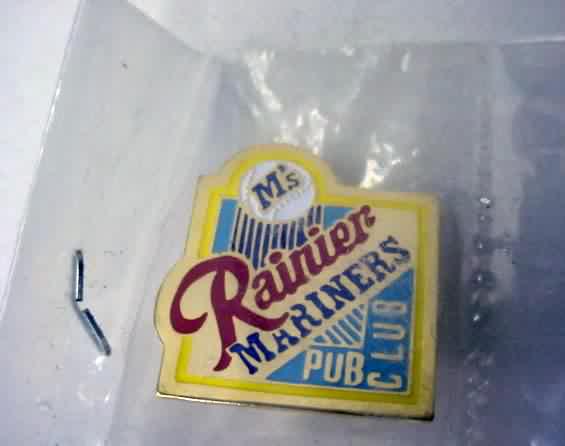 M's
Rainier
MARINERS
PUB
CLUB